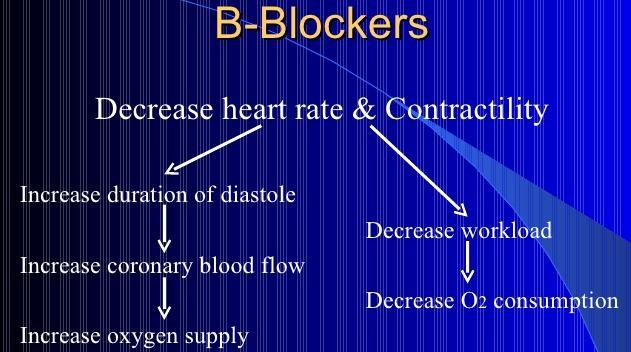 B-Blockers
Decrease heart rate & Contractility
Increase duration of diastole
Increase coronary blood flow
Increase oxygen supply
Decrease workload
Decrease O2 consumption